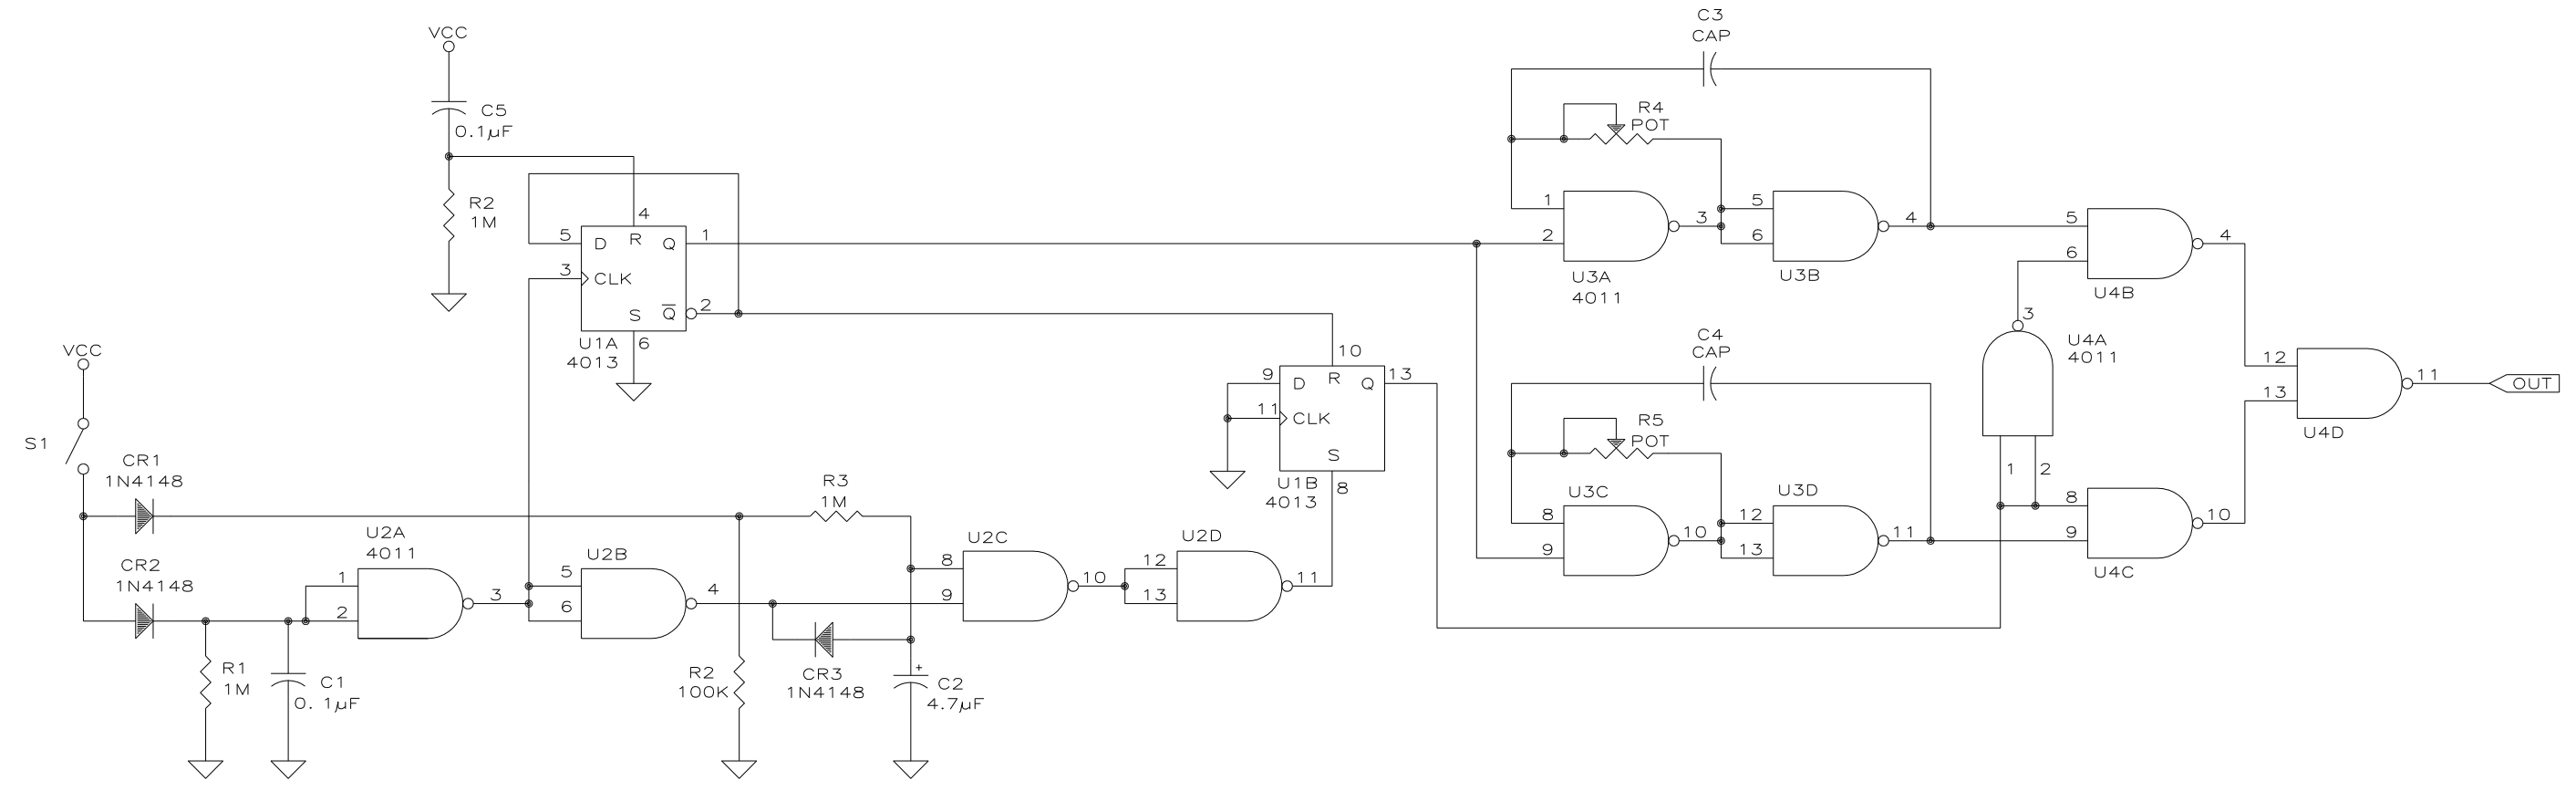 VCC
C5
0.1µF
R2
1M
4
5
D
R
Q
1
3
CLK
S
Q
2
U1A
4013
6
VCC
S1
CR1
1N4148
CR2
1N4148
R1
1M
C1
0. 1µF
U2A
4011
1
2
3
U2B
5
6
4
R3
1M
R2
100K
CR3
1N4148
+
C2
4.7µF
U2C
8
9
10
U2D
12
13
11
10
9
D
R
Q
13
11
CLK
S
U1B
4013
8
C3
CAP
R4
POT
1
2
3
U3A
4011
5
6
4
U3B
C4
CAP
R5
POT
U3C
8
9
10
U3D
12
13
11
5
6
4
U4B
3
U4A
4011
1
2
8
9
10
U4C
12
13
11
U4D
OUT